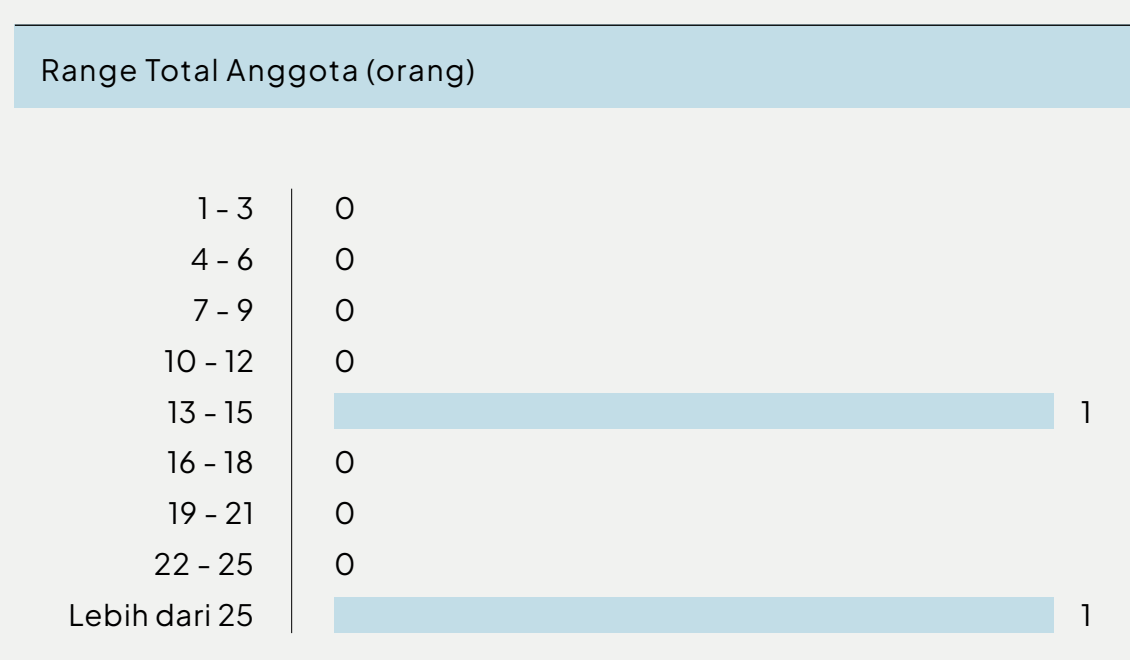 Range Total Anggota (orang)
1 - 3 0
4 - 6 0
7 - 9 0
10 - 12 0
13 - 15 1
16 - 18 0
19 - 21 0
22 - 25 0
Lebih dari 25 1